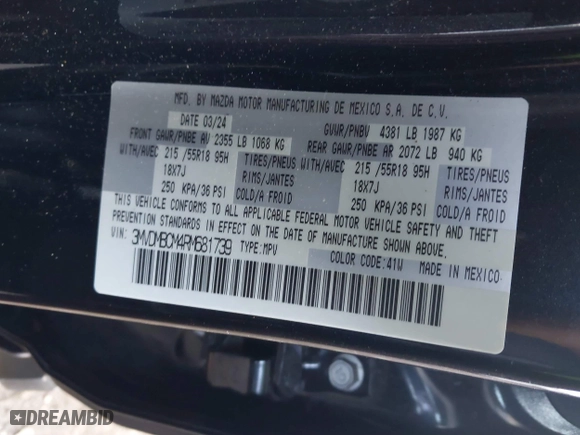 MFD. BY MAZDA MOTOR MANUFACTURING DE MEXICO S.A. DE C.V.
DATE 03/24 GVWR/PNBV 4381 LB 1987 KG
FRONT GAWR/PNBE AV 2355 LB 1068 KG REAR GAWR/PNBE AR 2072 LB 940 KG
WITH/AVEC 215 /55R18 95H TIRES/PNEUS WITH/AVEC 215 /55R18 95H TIRES/PNEUS
18X7J RIMS/JANTES 18X7J RIMS/JANTES
250 KPA/36 PSI COLD/A FROID 250 KPA/36 PSI COLD/A FROID
THIS VEHICLE CONFORMS TO ALL APPLICABLE FEDERAL MOTOR VEHICLE SAFETY AND THEFT
PREVENTION STANDARDS IN EFFECT ON THE DATE OF MANUFACTURE SHOWN ABOVE.
VIN: 3MVDMBCM4RM681739 TYPE:MPV
COLOR CODE:41W MADE IN MEXICO
DREAMBID